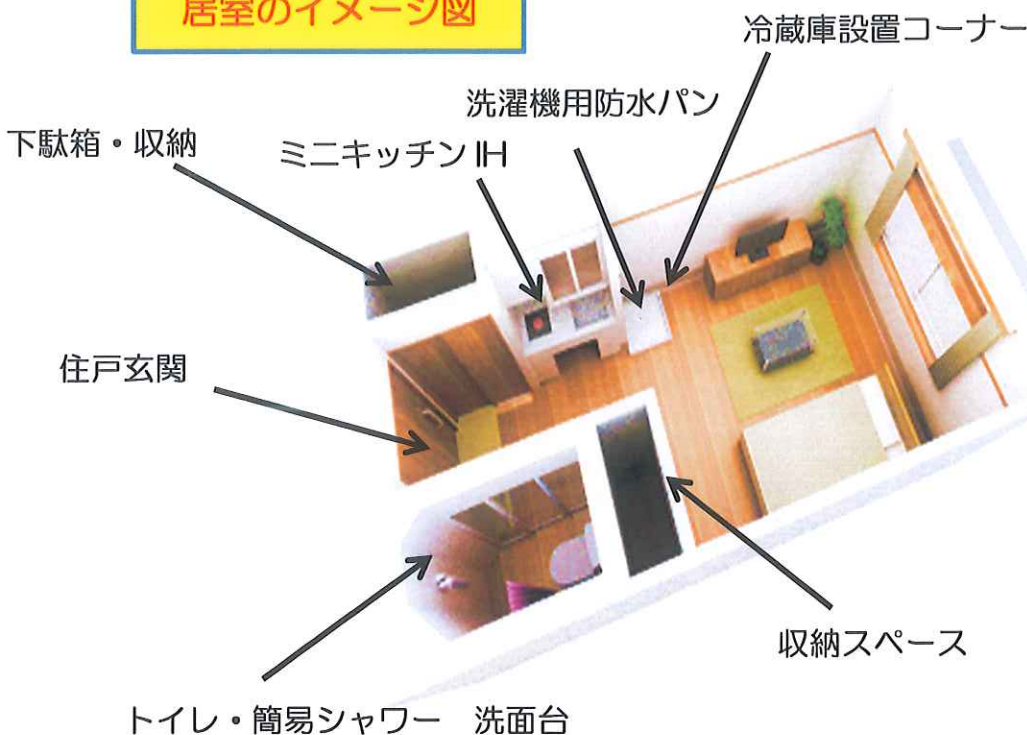 居室のイメージ図
冷蔵庫設置コーナー
洗濯機用防水パン
下駄箱・収納
ミニキッチンIH
住戸玄関
収納スペース
トイレ・簡易シャワー　洗面台